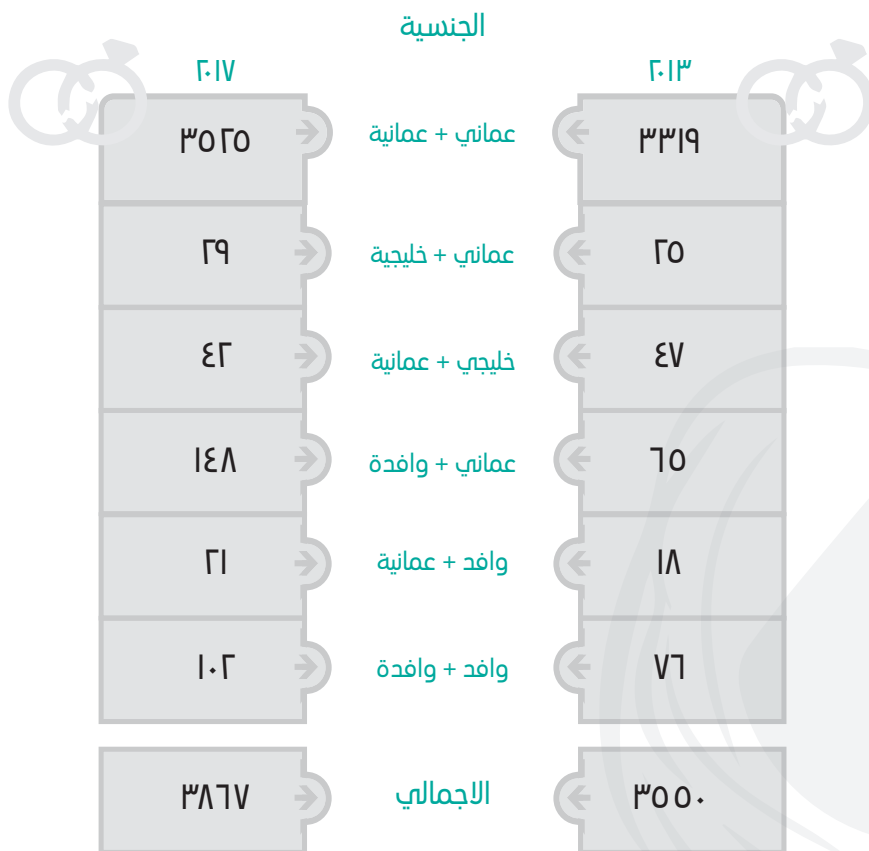 الجنسية
٢٠١٣ ٢٠١٧
٣٣١٩ عماني + عمانية ٣٥٢٥
٢٥ عماني + خليجية ٢٩
٤٧ خليجي + عمانية ٤٢
٦٥ عماني + وافدة ١٤٨
١٨ وافد + عمانية ٢١
٧٦ وافد + وافدة ١٠٢
٣٥٥٠ الاجمالي ٣٨٦٧